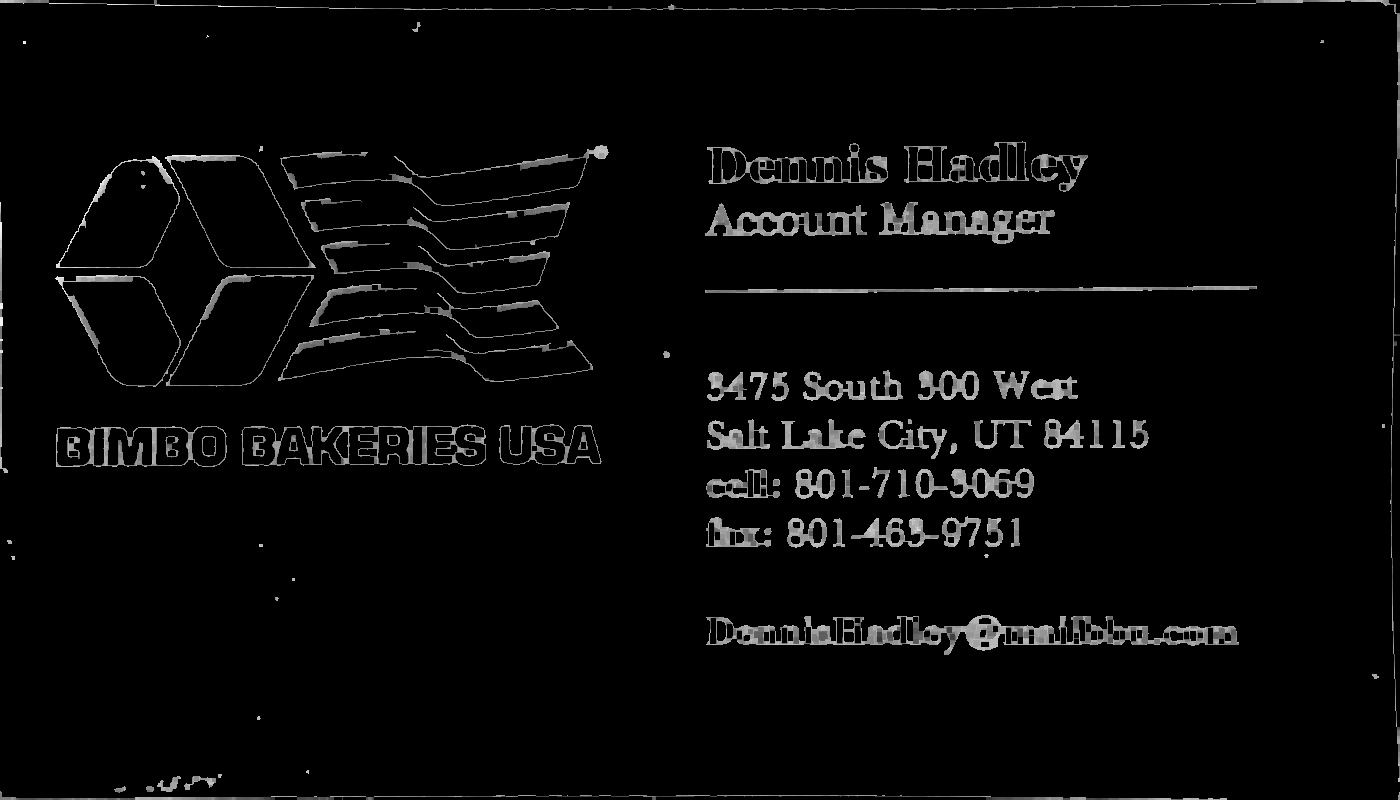 BIMBO BAKERIES USA
Dennis Hadley
Account Manager
3475 South 300 West
Salt Lake City, UT 84115
cell: 801-710-3069
fax: 801-463-9751
DennisHadley@mailbbu.com